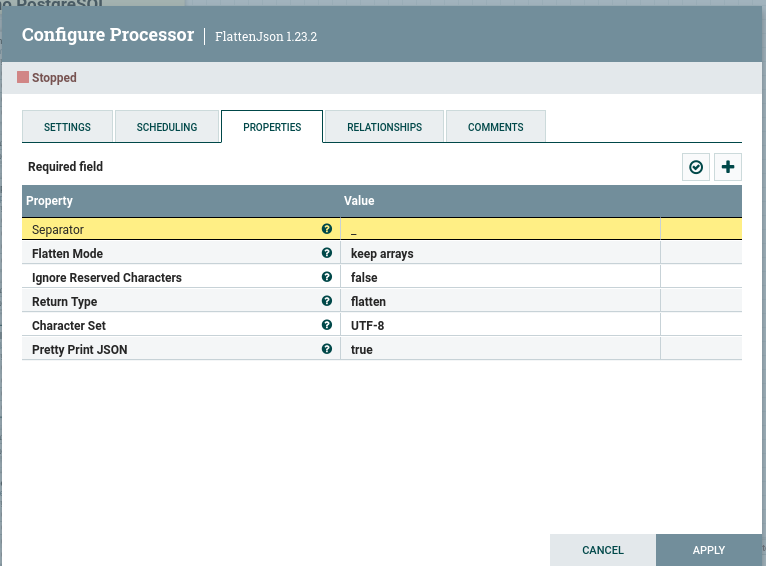 PostgreSQL
Configure Processor | FlattenJson 1.23.2
Stopped
SETTINGS SCHEDULING PROPERTIES RELATIONSHIPS COMMENTS
Required field
Property Value
Separator _
Flatten Mode keep arrays
Ignore Reserved Characters false
Return Type flatten
Character Set UTF-8
Pretty Print JSON true
CANCEL APPLY